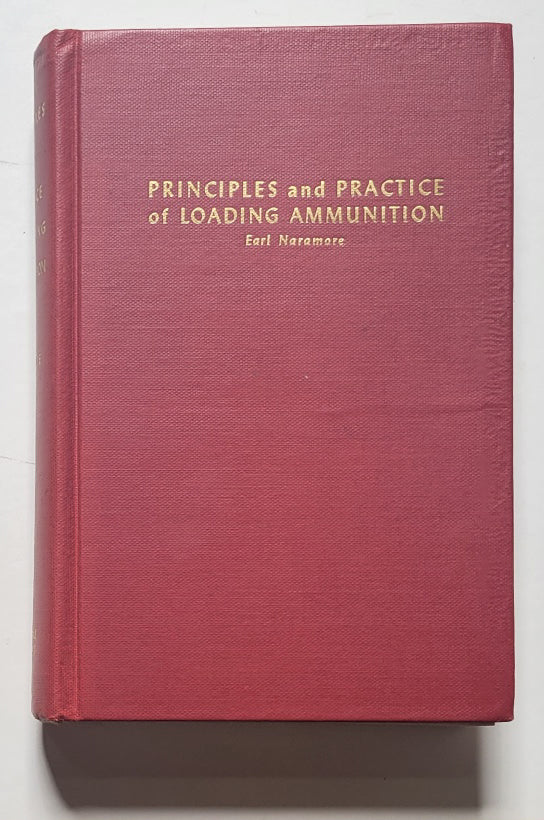 PRINCIPLES and PRACTICE
of LOADING AMMUNITION
Earl Naramore